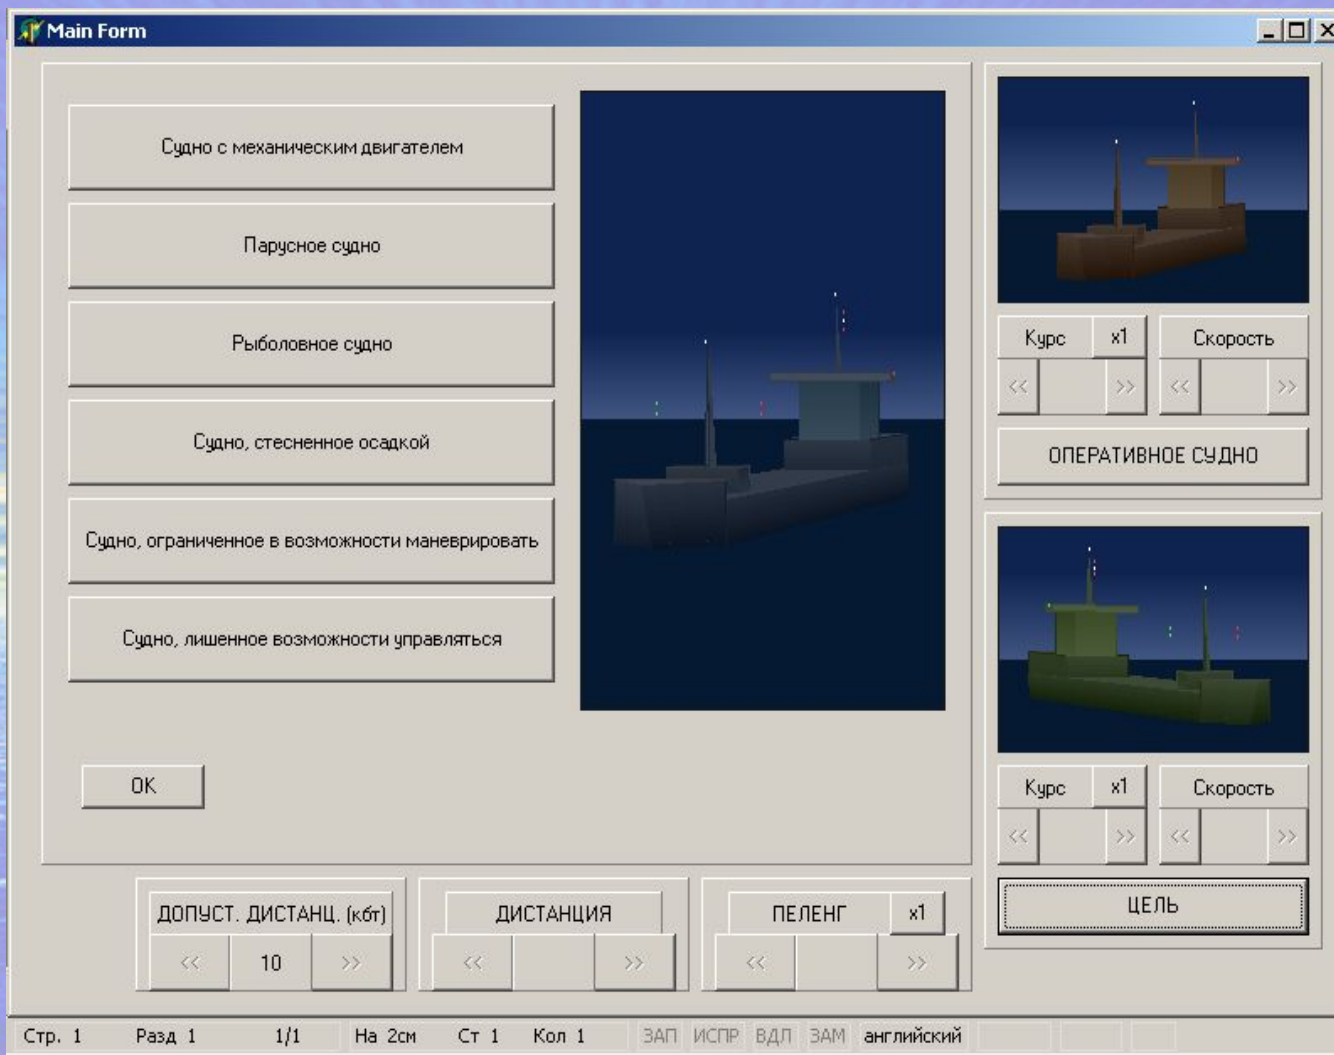 Main Form
Судно с механическим двигателем
Парусное судно
Рыболовное судно
Судно, стесненное осадкой
Судно, ограниченное в возможности маневрировать
Судно, лишенное возможности управляться
OK
Курс x1 Скорость
<< >> << >>
ОПЕРАТИВНОЕ СУДНО
Курс x1 Скорость
<< >> << >>
ЦЕЛЬ
ДОПУСТ. ДИСТАНЦ. (кбт) ДИСТАНЦИЯ ПЕЛЕНГ x1
<< 10 >> << >> << >>
Стр. 1 Разд 1 1/1 На 2см Ст 1 Кол 1 ЗАП ИСПР ВДЛ ЗАМ английский